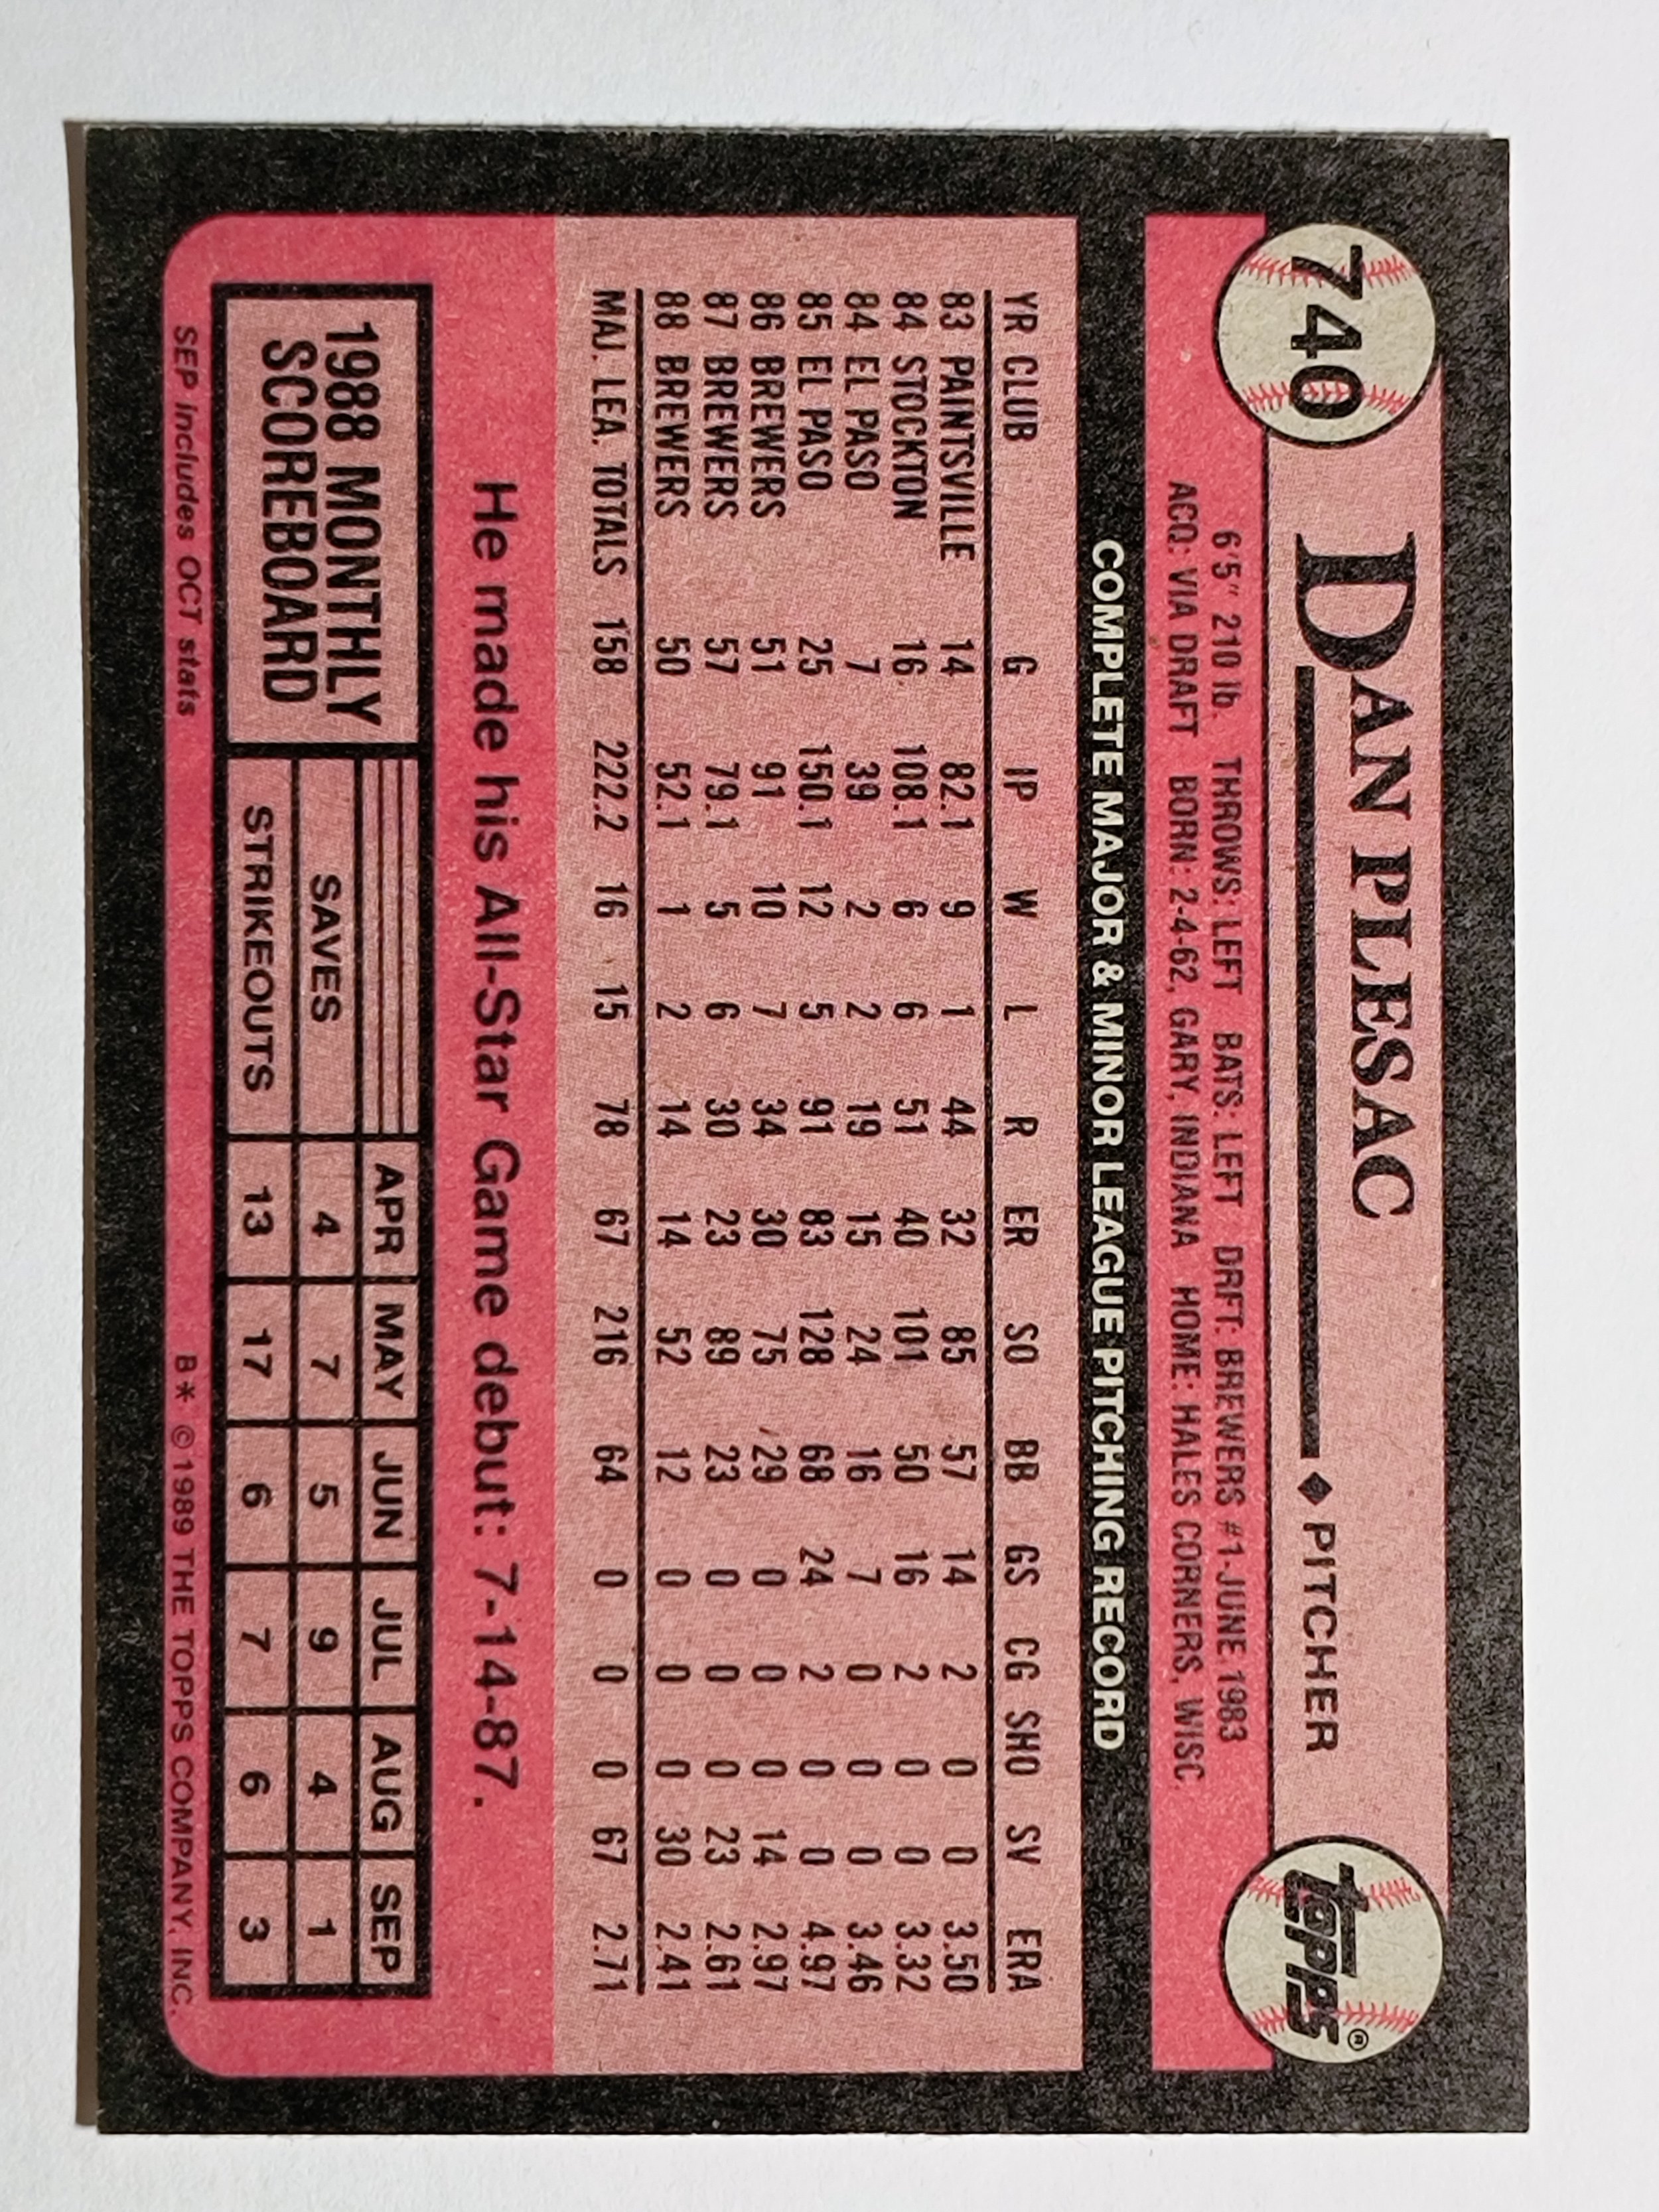 740
DAN PLESAC
◆ PITCHER
topps®
6'5" 210 lb. THROWS: LEFT BATS: LEFT DRFT: BREWERS #1-JUNE 1983
ACQ: VIA DRAFT BORN: 2-4-62, GARY, INDIANA HOME: HALES CORNERS, WISC.
COMPLETE MAJOR & MINOR LEAGUE PITCHING RECORD
YR CLUB G IP W L R ER SO BB GS CG SHO SV ERA
83 PAINTSVILLE 14 82.1 9 1 44 32 85 57 14 2 0 0 3.50
84 STOCKTON 16 108.1 6 6 51 40 101 50 16 2 0 0 3.32
84 EL PASO 7 39 2 2 19 15 24 16 7 0 0 0 3.46
85 EL PASO 25 150.1 12 5 91 83 128 68 24 2 0 0 4.97
86 BREWERS 51 91 10 7 34 30 75 29 0 0 0 14 2.97
87 BREWERS 57 79.1 5 6 30 23 89 23 0 0 0 23 2.61
88 BREWERS 50 52.1 1 2 14 14 52 12 0 0 0 30 2.41
MAJ. LEA. TOTALS 158 222.2 16 15 78 67 216 64 0 0 0 67 2.71
He made his All-Star Game debut: 7-14-87.
1988 MONTHLY
SCOREBOARD
APR MAY JUN JUL AUG SEP
SAVES 4 7 5 9 4 1
STRIKEOUTS 13 17 6 7 6 3
SEP includes OCT stats
B* ©1989 THE TOPPS COMPANY, INC.